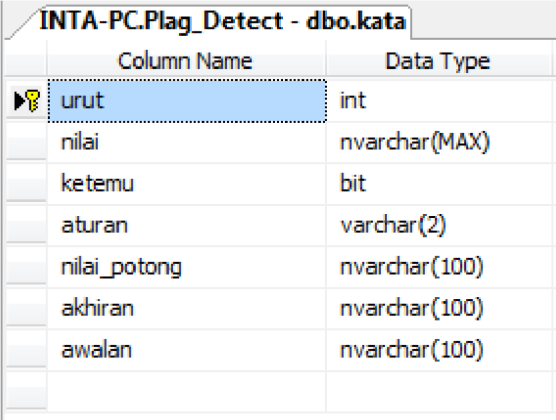 INTA-PC.Plag_Detect - dbo.kata
Column Name Data Type
urut int
nilai nvarchar(MAX)
ketemu bit
aturan varchar(2)
nilai_potong nvarchar(100)
akhiran nvarchar(100)
awalan nvarchar(100)